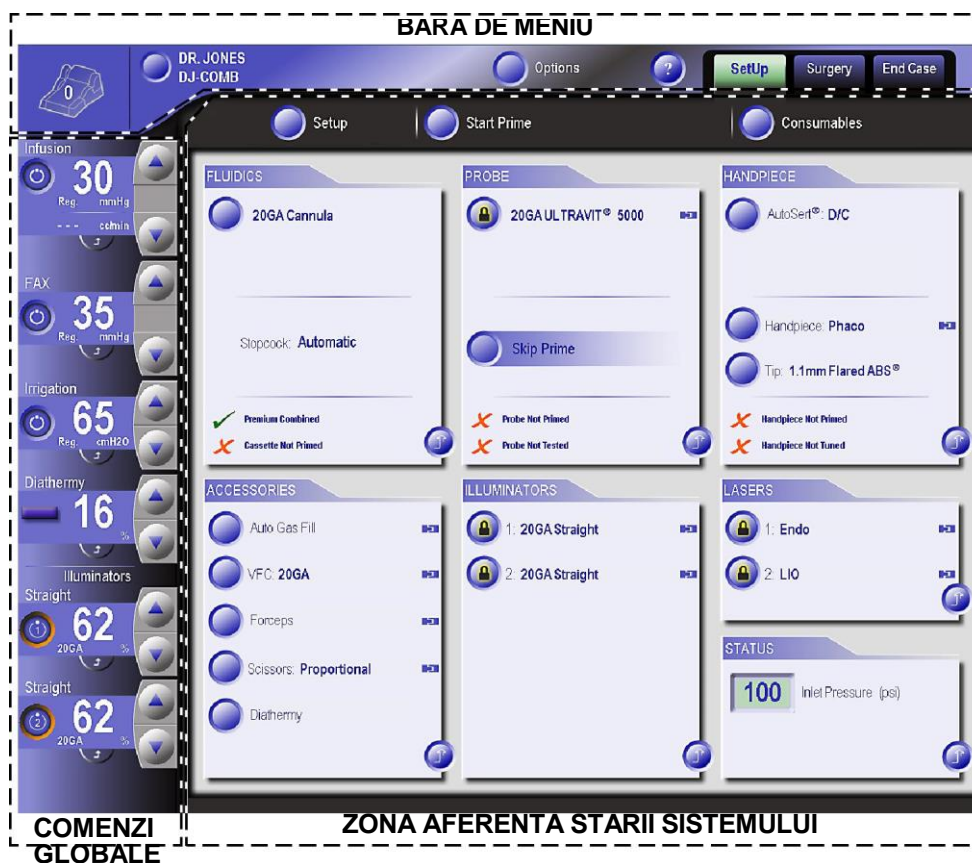 BARA DE MENIU
0
DR. JONES
DJ-COMB
Options
?
SetUp
Surgery
End Case
Setup
Start Prime
Consumables
Infusion
30
Reg. mmHg
--- cc/min
FAX
35
Reg. mmHg
Irrigation
65
Reg. cmH2O
Diathermy
16
%
Illuminators
Straight
1
62
20GA %
Straight
2
62
20GA %
FLUIDICS
20GA Cannula
Stopcock: Automatic
Premium Combined
Cassette Not Primed
PROBE
20GA ULTRAVIT® 5000
Skip Prime
Probe Not Primed
Probe Not Tested
HANDPIECE
AutoSert®: D/C
Handpiece: Phaco
Tip: 1.1mm Flared ABS®
Handpiece Not Primed
Handpiece Not Tuned
ACCESSORIES
Auto Gas Fill
VFC: 20GA
Forceps
Scissors: Proportional
Diathermy
ILLUMINATORS
1: 20GA Straight
2: 20GA Straight
LASERS
1: Endo
2: LIO
STATUS
100 Inlet Pressure (psi)
COMENZI
GLOBALE
ZONA AFERENTA STARII SISTEMULUI